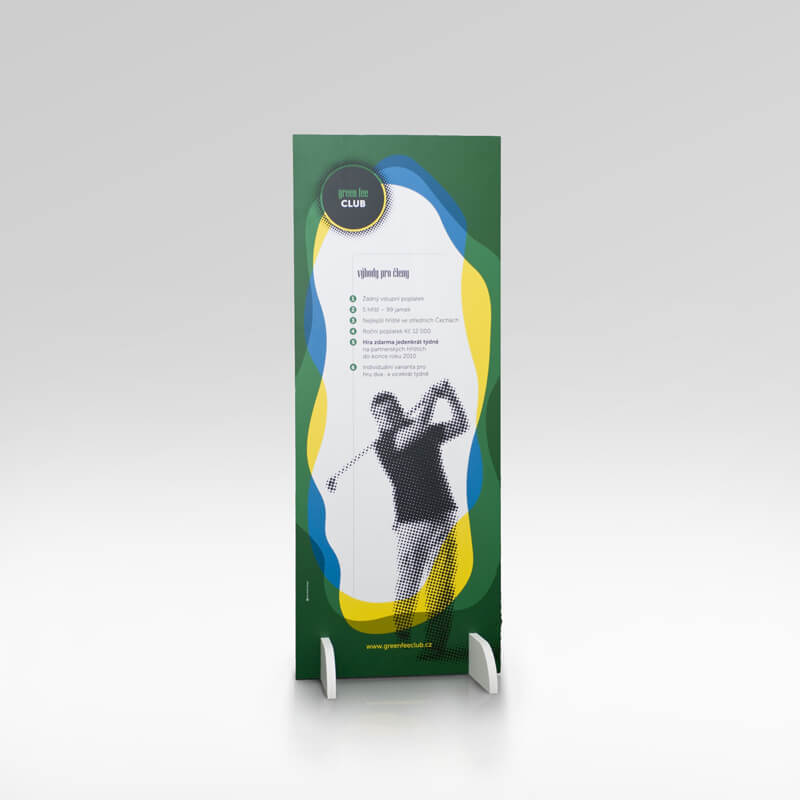 green fee
CLUB
výhody pro členy
1 Žádný vstupní poplatek
2 5 hřišť – 99 jamek
3 Nejlepší hřiště ve středních Čechách
4 Roční poplatek Kč 12 000
5 Hra zdarma jedenkrát týdně
na partnerských hřištích
do konce roku 2010
6 Individuální varianta pro
hru dva- a vícekrát týdně
www.greenfeeclub.cz